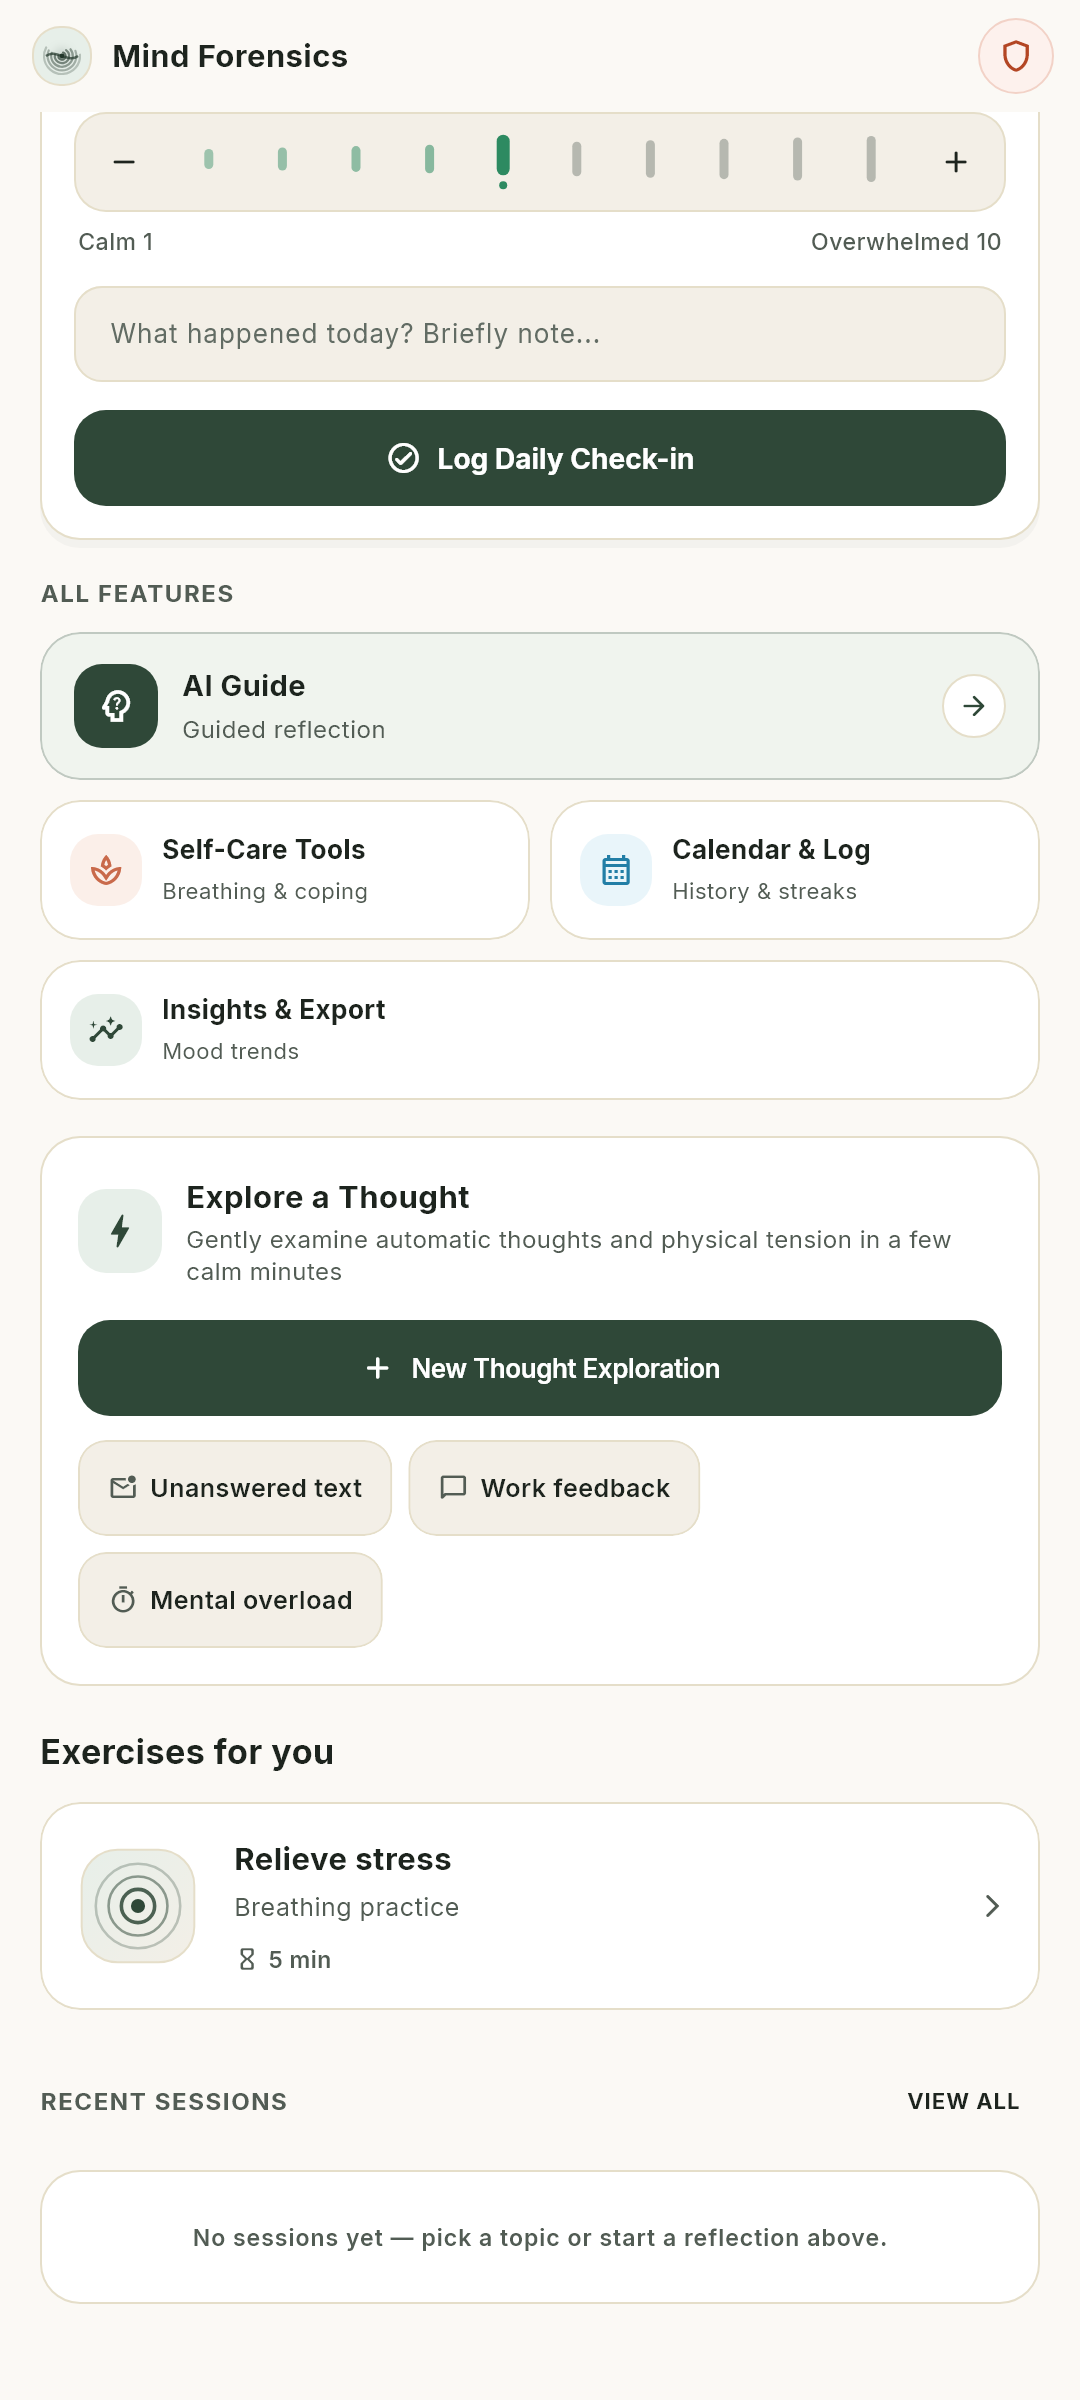 Mind Forensics
Calm 1
Overwhelmed 10
What happened today? Briefly note...
Log Daily Check-in
ALL FEATURES
AI Guide
Guided reflection
Self-Care Tools
Breathing & coping
Calendar & Log
History & streaks
Insights & Export
Mood trends
Explore a Thought
Gently examine automatic thoughts and physical tension in a few
calm minutes
New Thought Exploration
Unanswered text
Work feedback
Mental overload
Exercises for you
Relieve stress
Breathing practice
5 min
RECENT SESSIONS
VIEW ALL
No sessions yet — pick a topic or start a reflection above.